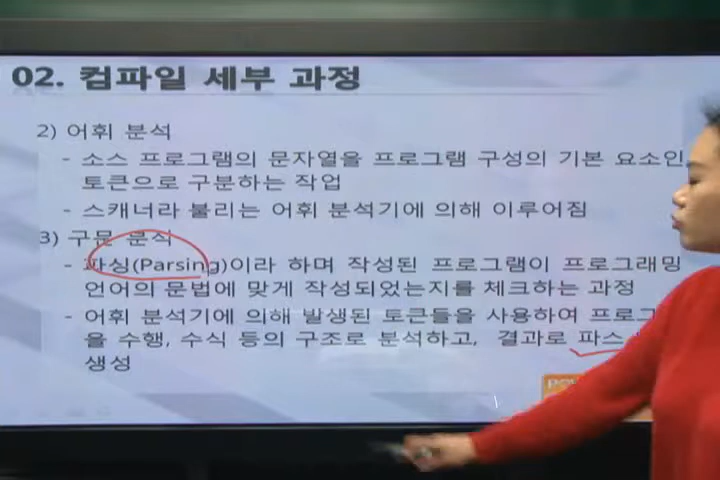 02. 컴파일 세부 과정
2) 어휘 분석
- 소스 프로그램의 문자열을 프로그램 구성의 기본 요소인
토큰으로 구분하는 작업
- 스캐너라 불리는 어휘 분석기에 의해 이루어짐
3) 구문 분석
- 파싱(Parsing)이라 하며 작성된 프로그램이 프로그래밍
언어의 문법에 맞게 작성되었는지를 체크하는 과정
- 어휘 분석기에 의해 발생된 토큰들을 사용하여 프로그
을 수행, 수식 등의 구조로 분석하고, 결과로 파스
생성